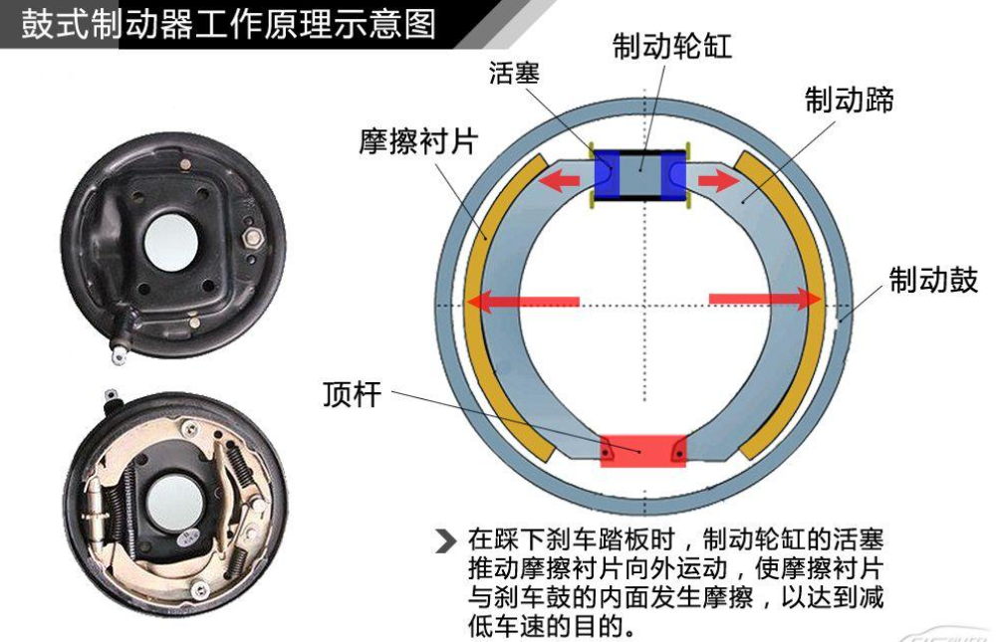 鼓式制动器工作原理示意图
制动轮缸
活塞
制动蹄
摩擦衬片
制动鼓
顶杆
在踩下刹车踏板时，制动轮缸的活塞
推动摩擦衬片向外运动，使摩擦衬片
与刹车鼓的内面发生摩擦，以达到减
低车速的目的。